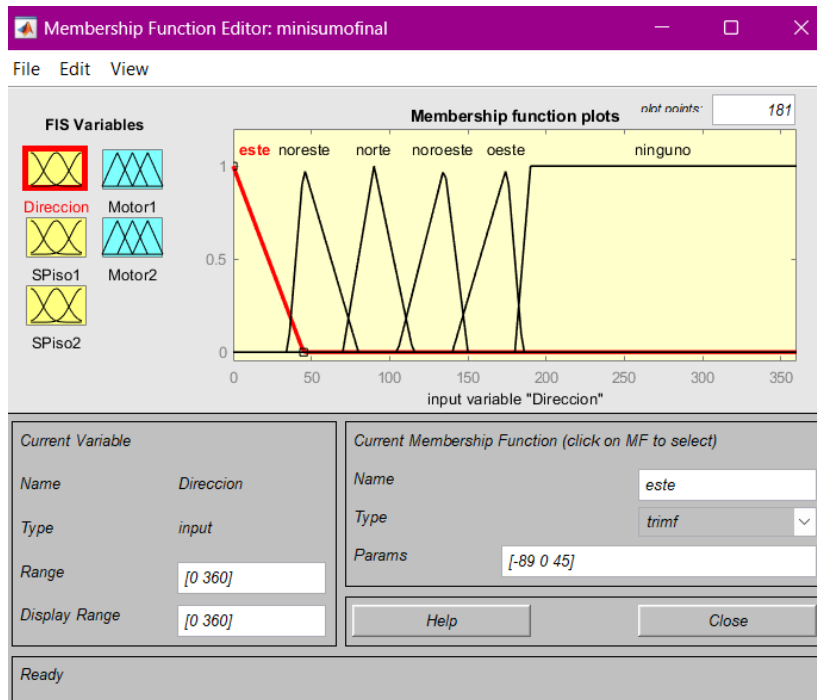 Membership Function Editor: minisumofinal
File Edit View
FIS Variables
Membership function plots
plot points:
181
Direccion
Motor1
SPiso1
Motor2
SPiso2
este noreste norte noroeste oeste ninguno
1
0.5
0
0 50 100 150 200 250 300 350
input variable "Direccion"
Current Variable
Name Direccion
Type input
Range [0 360]
Display Range [0 360]
Current Membership Function (click on MF to select)
Name este
Type trimf
Params [-89 0 45]
Help Close
Ready